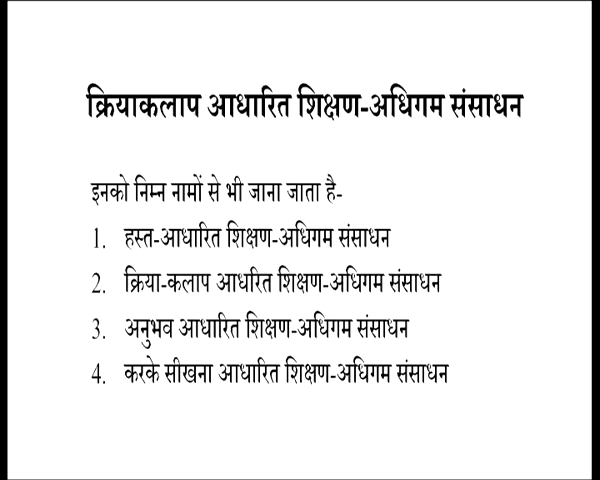 क्रियाकलाप आधारित शिक्षण-अधिगम संसाधन
इनको निम्न नामों से भी जाना जाता है-
1. हस्त-आधारित शिक्षण-अधिगम संसाधन
2. क्रिया-कलाप आधरित शिक्षण-अधिगम संसाधन
3. अनुभव आधारित शिक्षण-अधिगम संसाधन
4. करके सीखना आधारित शिक्षण-अधिगम संसाधन